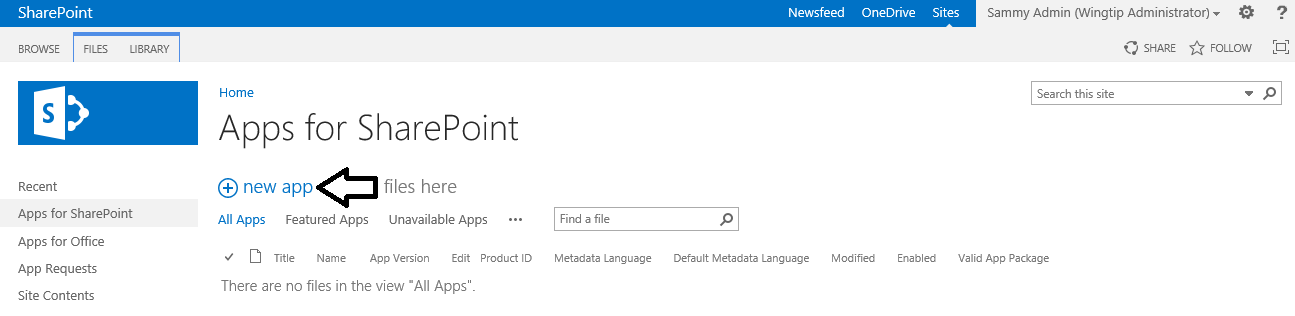 SharePoint Newsfeed OneDrive Sites Sammy Admin (Wingtip Administrator) ?
BROWSE FILES LIBRARY SHARE FOLLOW
S
Home
Search this site
Apps for SharePoint
new app files here
Recent
Apps for SharePoint
Apps for Office
App Requests
Site Contents
All Apps Featured Apps Unavailable Apps ••• Find a file
Title Name App Version Edit Product ID Metadata Language Default Metadata Language Modified Enabled Valid App Package
There are no files in the view "All Apps".